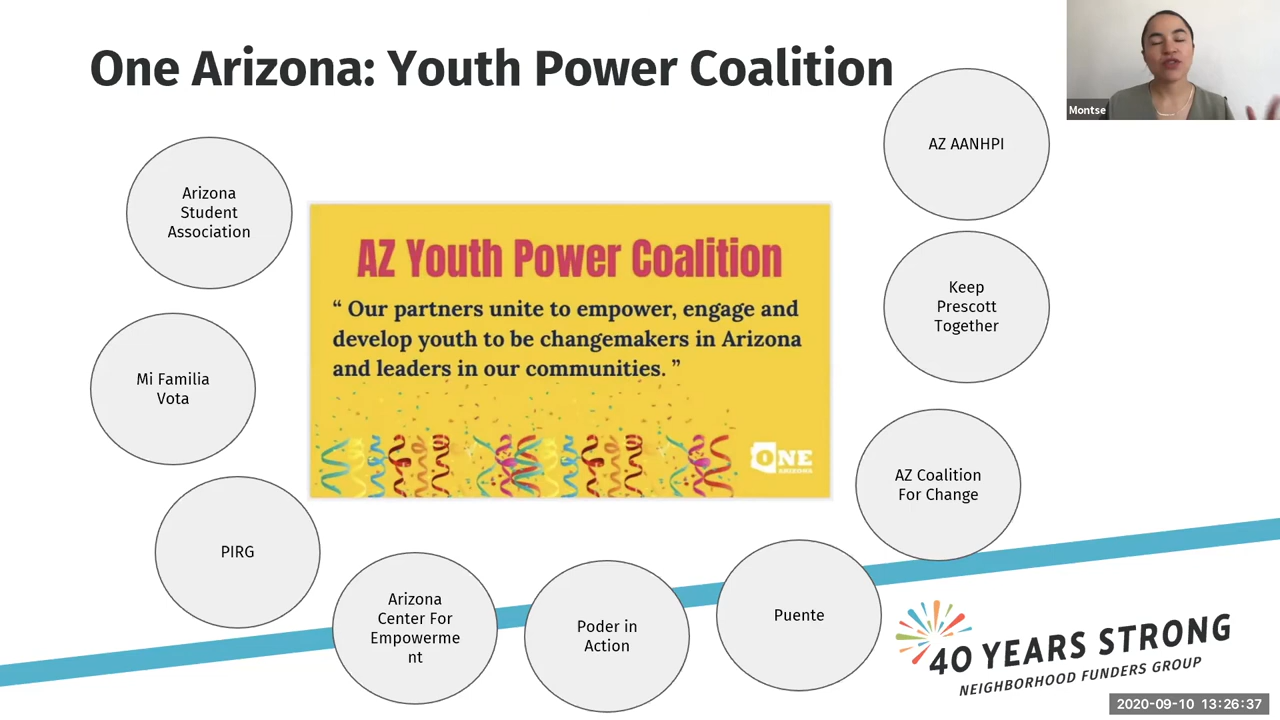 One Arizona: Youth Power Coalition
Montse
AZ AANHPI
Arizona
Student
Association
AZ Youth Power Coalition
“ Our partners unite to empower, engage and
develop youth to be changemakers in Arizona
and leaders in our communities. ”
ONE
ARIZONA
Keep
Prescott
Together
Mi Familia
Vota
AZ Coalition
For Change
PIRG
Arizona
Center For
Empowerme
nt
Poder in
Action
Puente
40 YEARS STRONG
NEIGHBORHOOD FUNDERS GROUP
2020-09-10 13:26:37